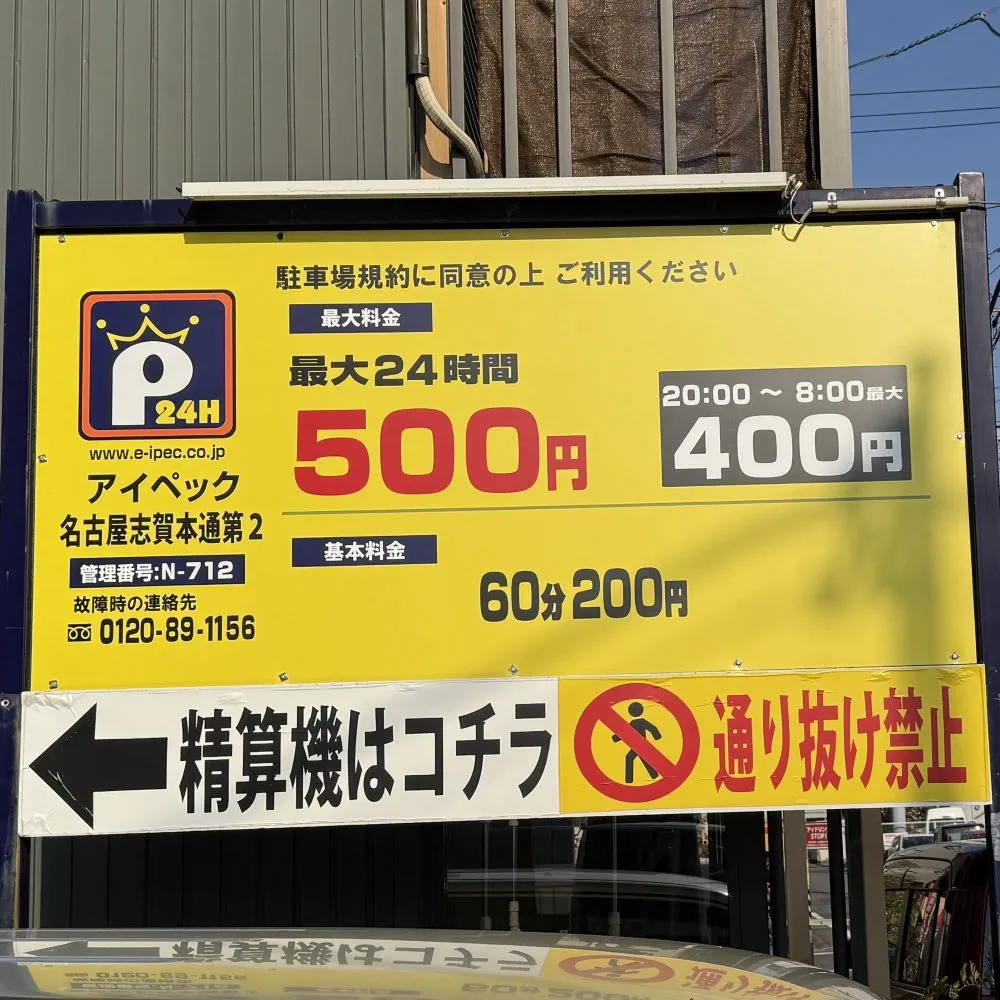 駐車場規約に同意の上 ご利用ください
最大料金
最大24時間
500円
20:00 ～ 8:00最大
400円
P
24H
www.e-ipec.co.jp
アイペック
名古屋志賀本通第2
管理番号:N-712
故障時の連絡先
0120-89-1156
基本料金
60分200円
精算機はコチラ
通り抜け禁止
STOP